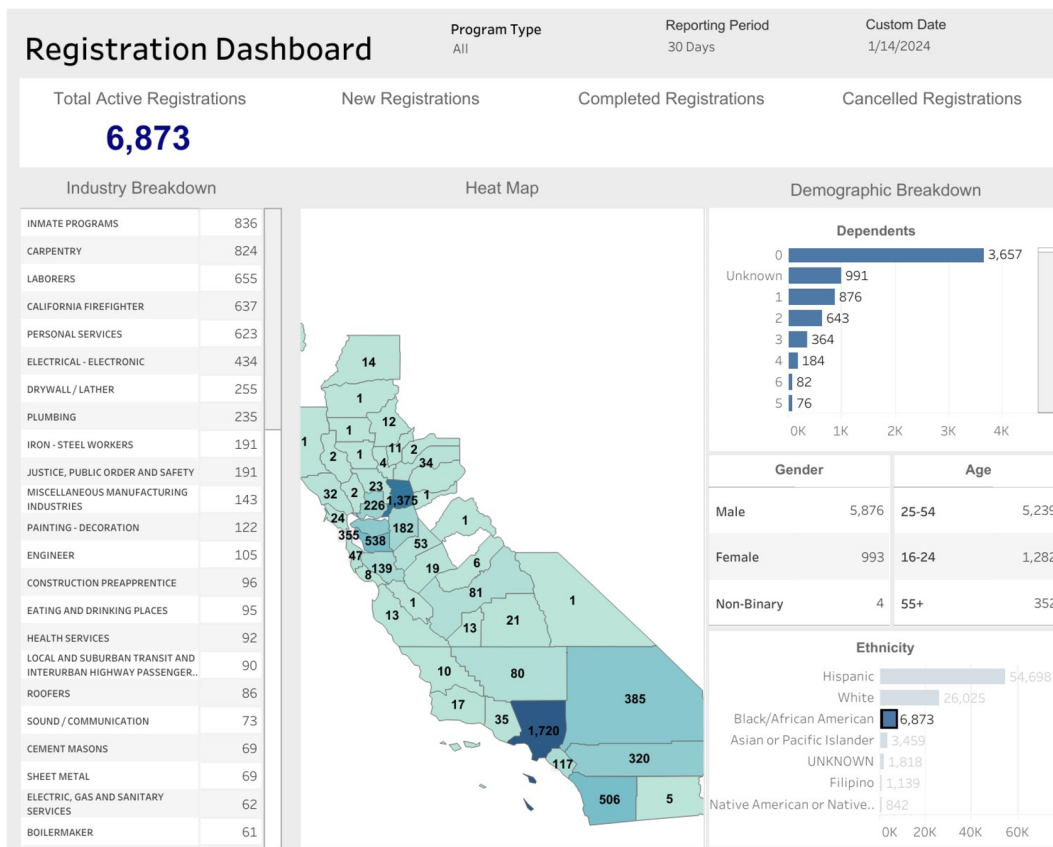 Registration Dashboard
Program Type
All
Reporting Period
30 Days
Custom Date
1/14/2024
Total Active Registrations
6,873
New Registrations
Completed Registrations
Cancelled Registrations
Industry Breakdown
INMATE PROGRAMS 836
CARPENTRY 824
LABORERS 655
CALIFORNIA FIREFIGHTER 637
PERSONAL SERVICES 623
ELECTRICAL - ELECTRONIC 434
DRYWALL / LATHER 255
PLUMBING 235
IRON - STEEL WORKERS 191
JUSTICE, PUBLIC ORDER AND SAFETY 191
MISCELLANEOUS MANUFACTURING
INDUSTRIES 143
PAINTING - DECORATION 122
ENGINEER 105
CONSTRUCTION PREAPPRENTICE 96
EATING AND DRINKING PLACES 95
HEALTH SERVICES 92
LOCAL AND SUBURBAN TRANSIT AND
INTERURBAN HIGHWAY PASSENGER.. 90
ROOFERS 86
SOUND / COMMUNICATION 73
CEMENT MASONS 69
SHEET METAL 69
ELECTRIC, GAS AND SANITARY
SERVICES 62
BOILERMAKER 61
Heat Map
14
1
12
1
1
11
2
2
1
4
34
23
32
2
1,375
1
226
24
1
182
355
538
53
47
139
19
6
8
81
1
1
13
21
13
10
80
385
17
35
1,720
320
117
506
5
Demographic Breakdown
Dependents
0 3,657
Unknown 991
1 876
2 643
3 364
4 184
6 82
5 76
0K 1K 2K 3K 4K
Gender
Male 5,876
Female 993
Non-Binary 4
Age
25-54 5,239
16-24 1,282
55+ 352
Ethnicity
Hispanic 54,698
White 26,025
Black/African American 6,873
Asian or Pacific Islander 3,459
UNKNOWN 1,818
Filipino 1,139
Native American or Native.. 842
0K 20K 40K 60K